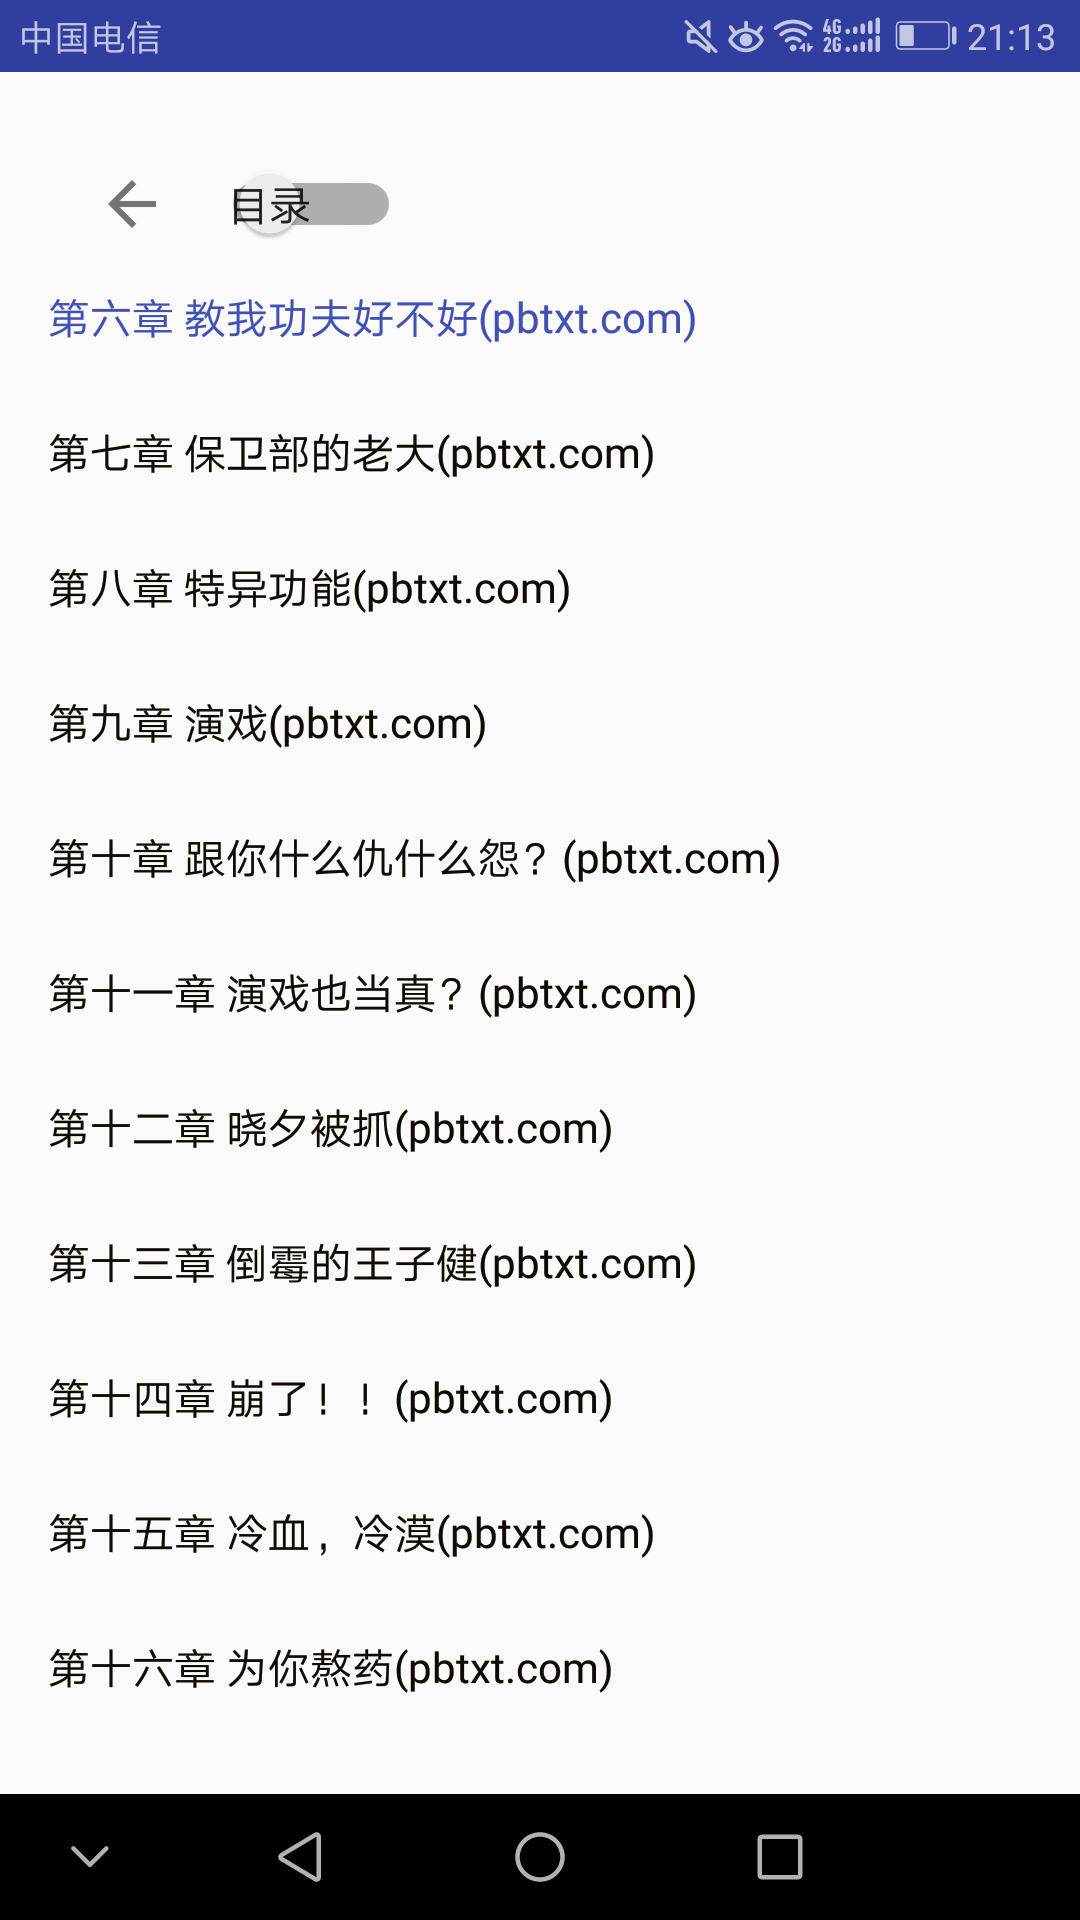 中国电信 4G 2G 21:13
目录
第六章 教我功夫好不好(pbtxt.com)
第七章 保卫部的老大(pbtxt.com)
第八章 特异功能(pbtxt.com)
第九章 演戏(pbtxt.com)
第十章 跟你什么仇什么怨？(pbtxt.com)
第十一章 演戏也当真？(pbtxt.com)
第十二章 晓夕被抓(pbtxt.com)
第十三章 倒霉的王子健(pbtxt.com)
第十四章 崩了！！(pbtxt.com)
第十五章 冷血，冷漠(pbtxt.com)
第十六章 为你熬药(pbtxt.com)